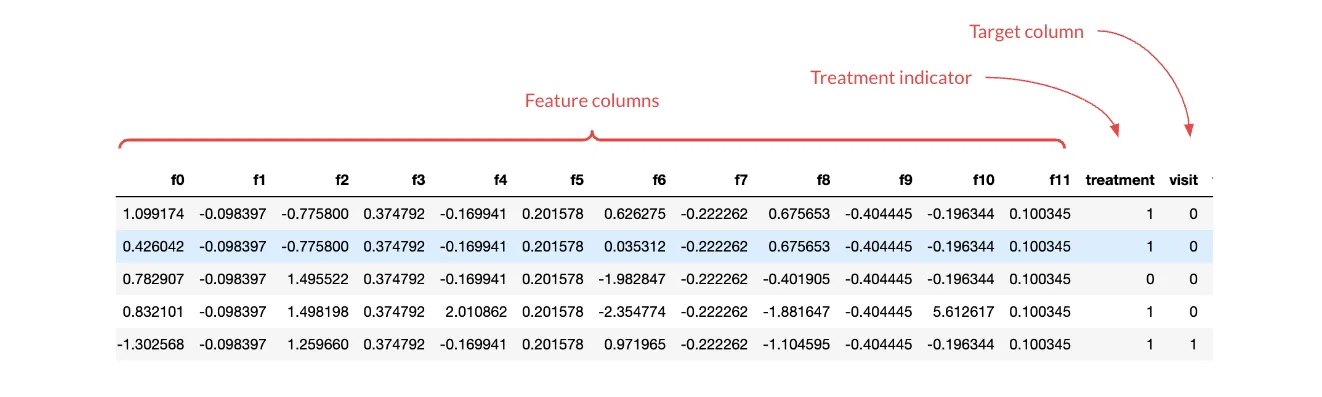 Target column
Treatment indicator
Feature columns
f0 f1 f2 f3 f4 f5 f6 f7 f8 f9 f10 f11 treatment visit
1.099174 -0.098397 -0.775800 0.374792 -0.169941 0.201578 0.626275 -0.222262 0.675653 -0.404445 -0.196344 0.100345 1 0
0.426042 -0.098397 -0.775800 0.374792 -0.169941 0.201578 0.035312 -0.222262 0.675653 -0.404445 -0.196344 0.100345 1 0
0.782907 -0.098397 1.495522 0.374792 -0.169941 0.201578 -1.982847 -0.222262 -0.401905 -0.404445 -0.196344 0.100345 0 0
0.832101 -0.098397 1.498198 0.374792 2.010862 0.201578 -2.354774 -0.222262 -1.881647 -0.404445 5.612617 0.100345 1 0
-1.302568 -0.098397 1.259660 0.374792 -0.169941 0.201578 0.971965 -0.222262 -1.104595 -0.404445 -0.196344 0.100345 1 1